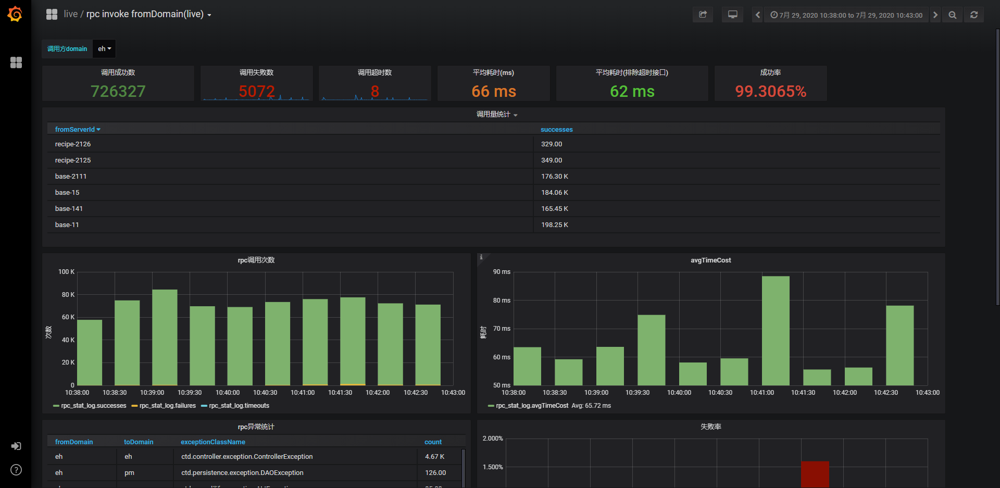 live / rpc invoke fromDomain(live)
7月 29, 2020 10:38:00 to 7月 29, 2020 10:43:00
调用方domain eh
调用成功数 调用失败数 调用超时数 平均耗时(ms) 平均耗时(排除超时接口) 成功率
726327 5072 8 66 ms 62 ms 99.3065%
调用量统计
fromServerId successes
recipe-2126 329.00
recipe-2125 349.00
base-2111 176.30 K
base-15 184.06 K
base-141 165.45 K
base-11 198.25 K
rpc调用次数
100 K
80 K
60 K
40 K
20 K
0
次数
10:38:00 10:38:30 10:39:00 10:39:30 10:40:00 10:40:30 10:41:00 10:41:30 10:42:00 10:42:30 10:43:00
rpc_stat_log.successes rpc_stat_log.failures rpc_stat_log.timeouts
avgTimeCost
90 ms
80 ms
70 ms
60 ms
50 ms
耗时
10:38:00 10:38:30 10:39:00 10:39:30 10:40:00 10:40:30 10:41:00 10:41:30 10:42:00 10:42:30 10:43:00
rpc_stat_log.avgTimeCost Avg: 65.72 ms
rpc异常统计
fromDomain toDomain exceptionClassName count
eh eh ctd.controller.exception.ControllerException 4.67 K
eh pm ctd.persistence.exception.DAOException 126.00
失败率
2.000%
1.500%